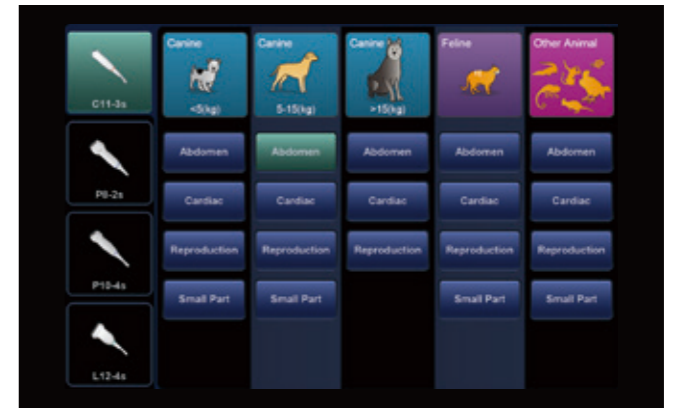 Canine Canine Canine Feline Other Animal
C11-3s <5(kg) 5-15(kg) >15(kg)
Abdomen Abdomen Abdomen Abdomen Abdomen
P8-2s Cardiac Cardiac Cardiac Cardiac Cardiac
Reproduction Reproduction Reproduction Reproduction Reproduction
P10-4s
Small Part Small Part Small Part Small Part
L12-4s